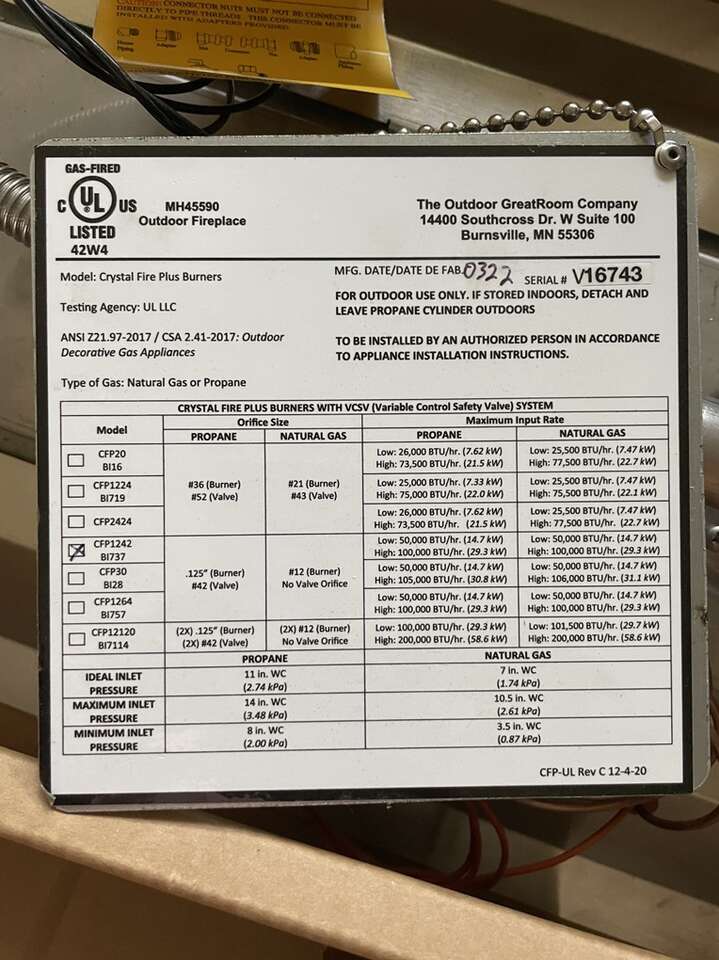 CAUTION: CONNECTOR NUTS MUST NOT BE CONNECTED
DIRECTLY TO PIPE THREADS. THIS CONNECTOR MUST BE
INSTALLED WITH ADAPTERS PROVIDED.
House Piping
Adapter
Nut
Connector
Nut
Adapter
Appliance Piping
GAS-FIRED
C UL US
LISTED
42W4
MH45590
Outdoor Fireplace
The Outdoor GreatRoom Company
14400 Southcross Dr. W Suite 100
Burnsville, MN 55306
Model: Crystal Fire Plus Burners
Testing Agency: UL LLC
ANSI Z21.97-2017 / CSA 2.41-2017: Outdoor
Decorative Gas Appliances
Type of Gas: Natural Gas or Propane
MFG. DATE/DATE DE FAB. 0322 SERIAL # V16743
FOR OUTDOOR USE ONLY. IF STORED INDOORS, DETACH AND
LEAVE PROPANE CYLINDER OUTDOORS
TO BE INSTALLED BY AN AUTHORIZED PERSON IN ACCORDANCE
TO APPLIANCE INSTALLATION INSTRUCTIONS.
CRYSTAL FIRE PLUS BURNERS WITH VCSV (Variable Control Safety Valve) SYSTEM
Model
Orifice Size
Maximum Input Rate
PROPANE
NATURAL GAS
PROPANE
NATURAL GAS
CFP20
BI16
Low: 26,000 BTU/hr. (7.62 kW)
High: 73,500 BTU/hr. (21.5 kW)
Low: 25,500 BTU/hr. (7.47 kW)
High: 77,500 BTU/hr. (22.7 kW)
CFP1224
BI719
#36 (Burner)
#52 (Valve)
#21 (Burner)
#43 (Valve)
Low: 25,000 BTU/hr. (7.33 kW)
High: 75,000 BTU/hr. (22.0 kW)
Low: 25,500 BTU/hr. (7.47 kW)
High: 75,500 BTU/hr. (22.1 kW)
CFP2424
Low: 26,000 BTU/hr. (7.62 kW)
High: 73,500 BTU/hr. (21.5 kW)
Low: 25,500 BTU/hr. (7.47 kW)
High: 77,500 BTU/hr. (22.7 kW)
X CFP1242
BI737
Low: 50,000 BTU/hr. (14.7 kW)
High: 100,000 BTU/hr. (29.3 kW)
Low: 50,000 BTU/hr. (14.7 kW)
High: 100,000 BTU/hr. (29.3 kW)
CFP30
BI28
.125" (Burner)
#42 (Valve)
#12 (Burner)
No Valve Orifice
Low: 50,000 BTU/hr. (14.7 kW)
High: 105,000 BTU/hr. (30.8 kW)
Low: 50,000 BTU/hr. (14.7 kW)
High: 106,000 BTU/hr. (31.1 kW)
CFP1264
BI757
Low: 50,000 BTU/hr. (14.7 kW)
High: 100,000 BTU/hr. (29.3 kW)
Low: 50,000 BTU/hr. (14.7 kW)
High: 100,000 BTU/hr. (29.3 kW)
CFP12120
BI7114
(2X) .125" (Burner)
(2X) #42 (Valve)
(2X) #12 (Burner)
No Valve Orifice
Low: 100,000 BTU/hr. (29.3 kW)
High: 200,000 BTU/hr. (58.6 kW)
Low: 101,500 BTU/hr. (29.7 kW)
High: 200,000 BTU/hr. (58.6 kW)
PROPANE
NATURAL GAS
IDEAL INLET
PRESSURE
11 in. WC
(2.74 kPa)
7 in. WC
(1.74 kPa)
MAXIMUM INLET
PRESSURE
14 in. WC
(3.48 kPa)
10.5 in. WC
(2.61 kPa)
MINIMUM INLET
PRESSURE
8 in. WC
(2.00 kPa)
3.5 in. WC
(0.87 kPa)
CFP-UL Rev C 12-4-20